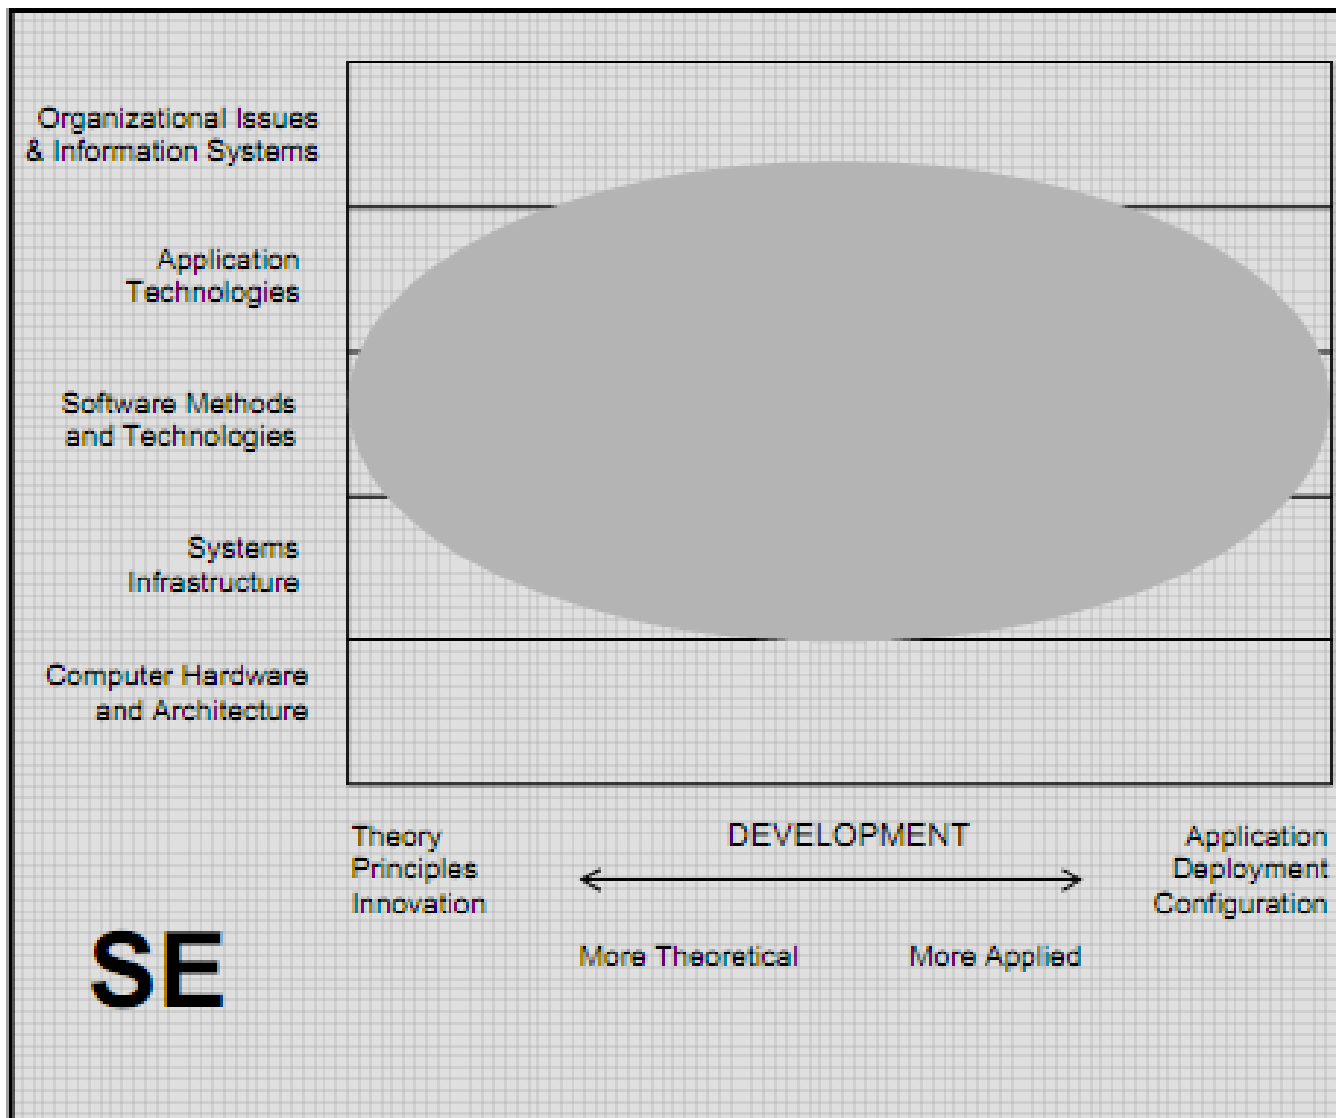 Organizational Issues
& Information Systems
Application
Technologies
Software Methods
and Technologies
Systems
Infrastructure
Computer Hardware
and Architecture
Theory
Principles
Innovation
DEVELOPMENT
Application
Deployment
Configuration
More Theoretical
More Applied
SE